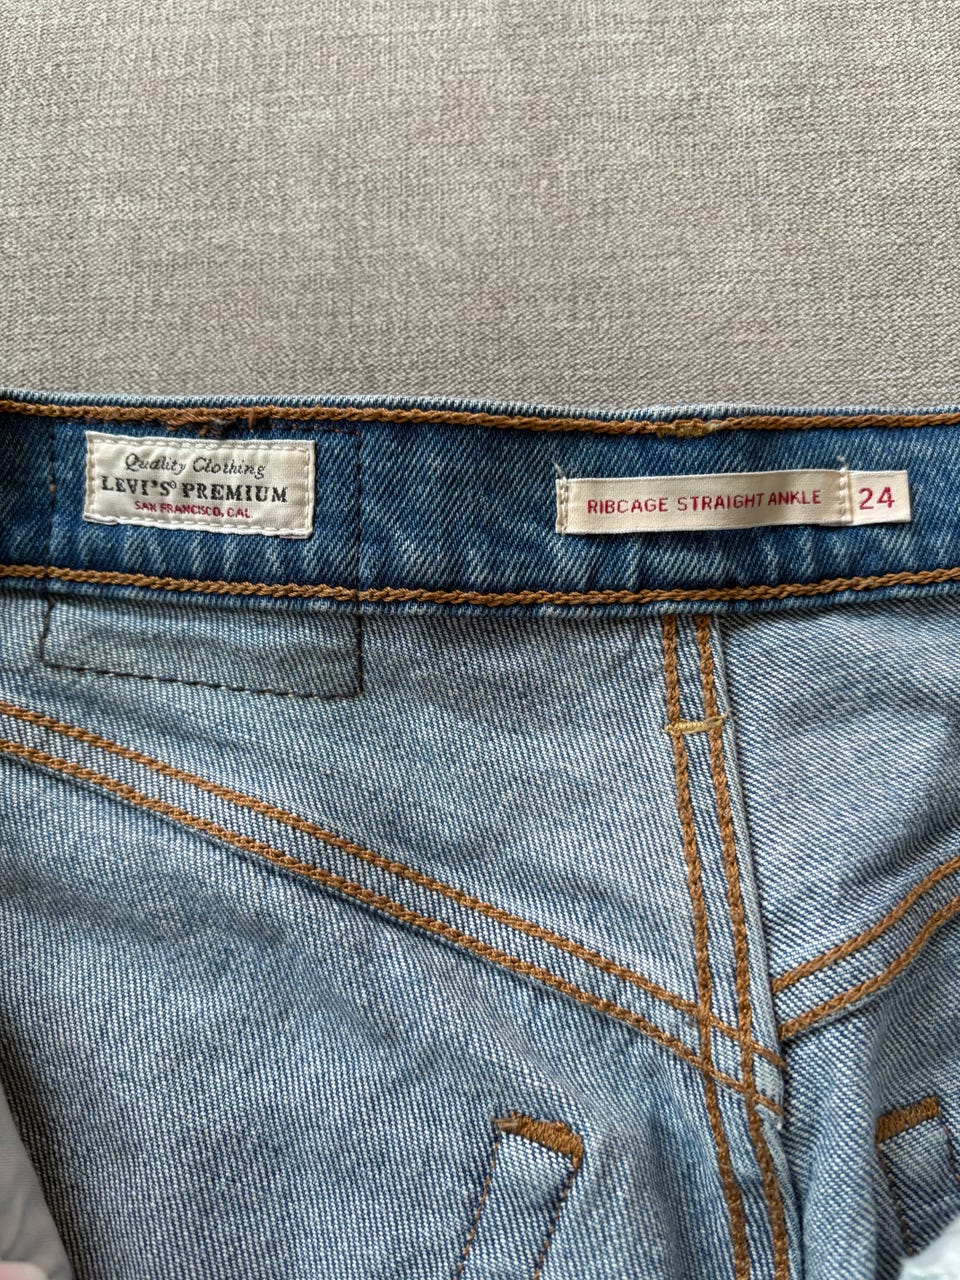 Quality Clothing
LEVI'S® PREMIUM
SAN FRANCISCO, CAL
RIBCAGE STRAIGHT ANKLE 24